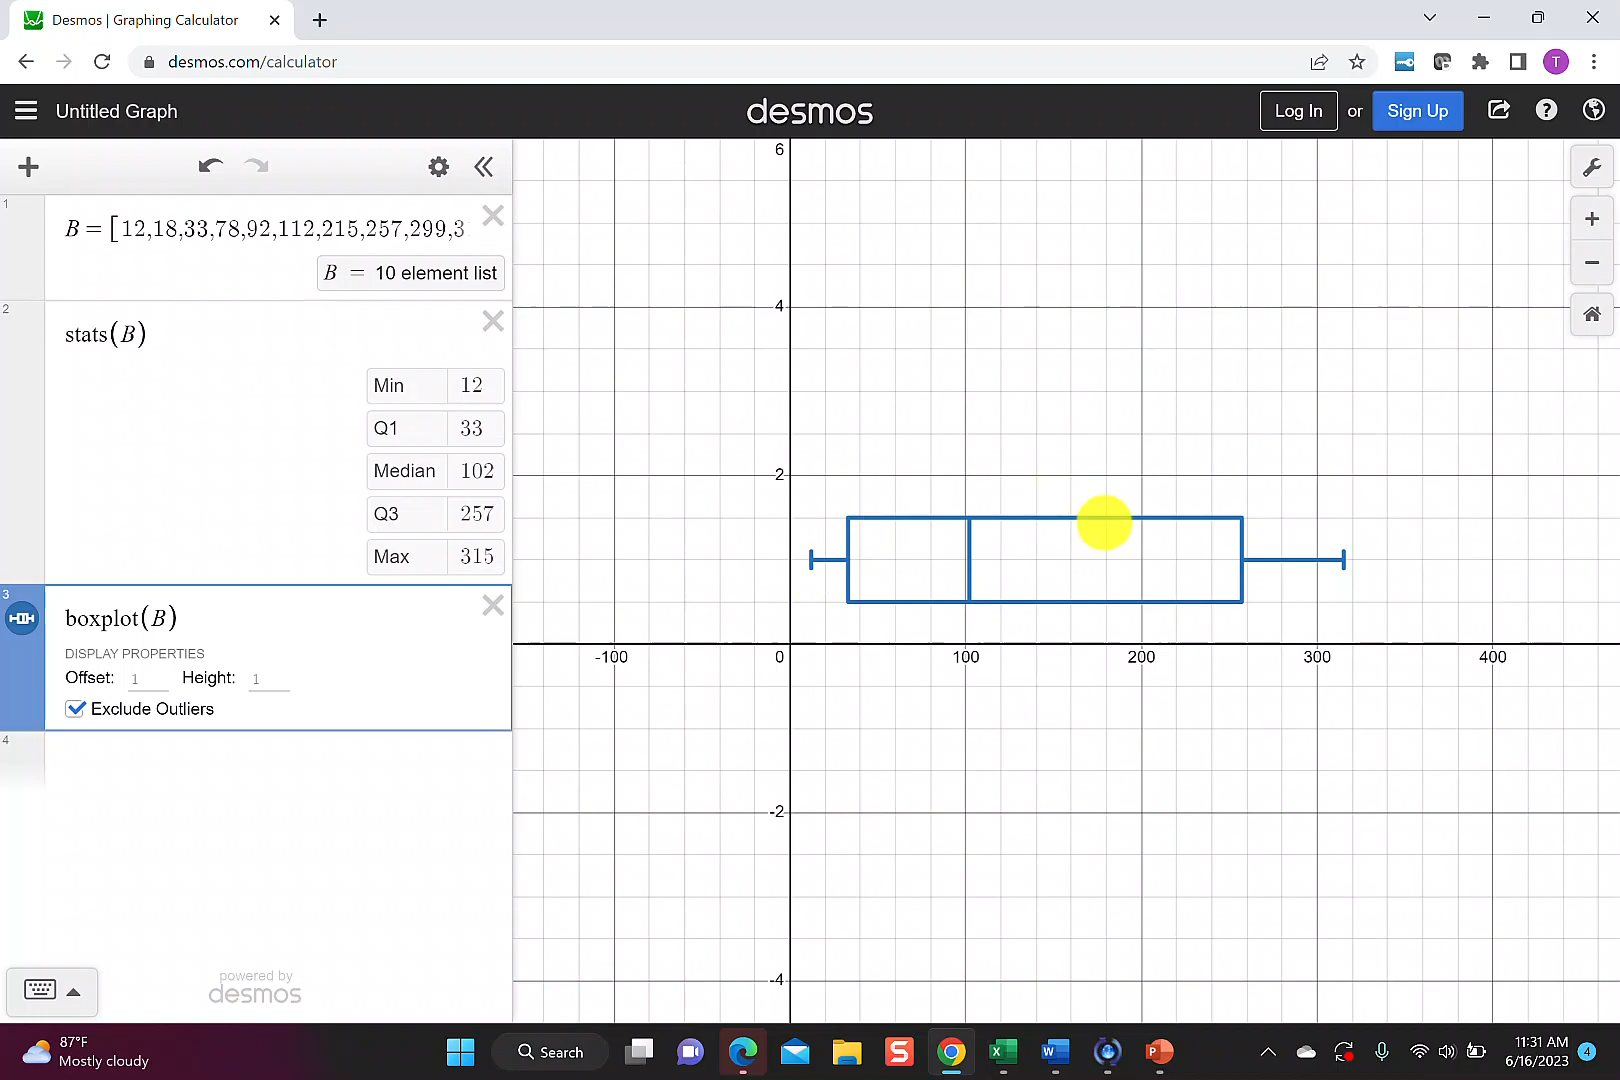 Desmos | Graphing Calculator
desmos.com/calculator
T
Untitled Graph
desmos
Log In or Sign Up
1
B = [12,18,33,78,92,112,215,257,299,3
B = 10 element list
2
stats(B)
Min 12
Q1 33
Median 102
Q3 257
Max 315
3
boxplot(B)
DISPLAY PROPERTIES
Offset: 1 Height: 1
Exclude Outliers
4
powered by
desmos
6
4
2
-100 0 100 200 300 400
-2
-4
87°F
Mostly cloudy
Search
S
X
W
P
11:31 AM
6/16/2023
4